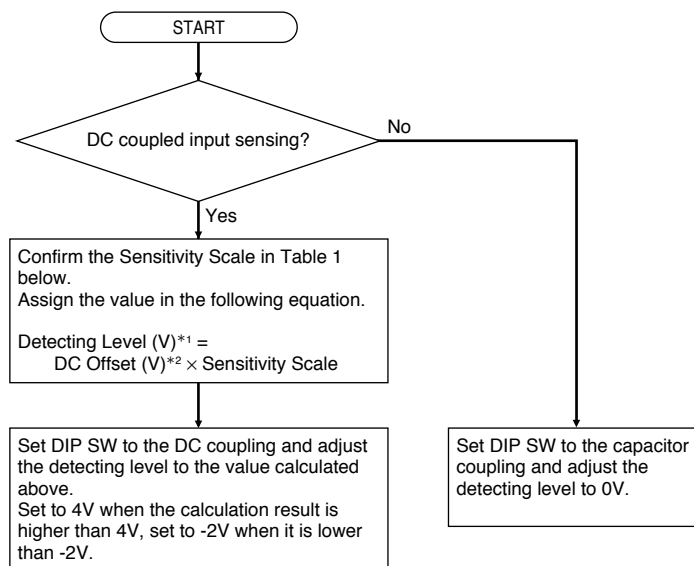 START
DC coupled input sensing?
No
Yes
Confirm the Sensitivity Scale in Table 1
below.
Assign the value in the following equation.
Detecting Level (V)*1 =
DC Offset (V)*2 × Sensitivity Scale
Set DIP SW to the DC coupling and adjust
the detecting level to the value calculated
above.
Set to 4V when the calculation result is
higher than 4V, set to -2V when it is lower
than -2V.
Set DIP SW to the capacitor
coupling and adjust the
detecting level to 0V.